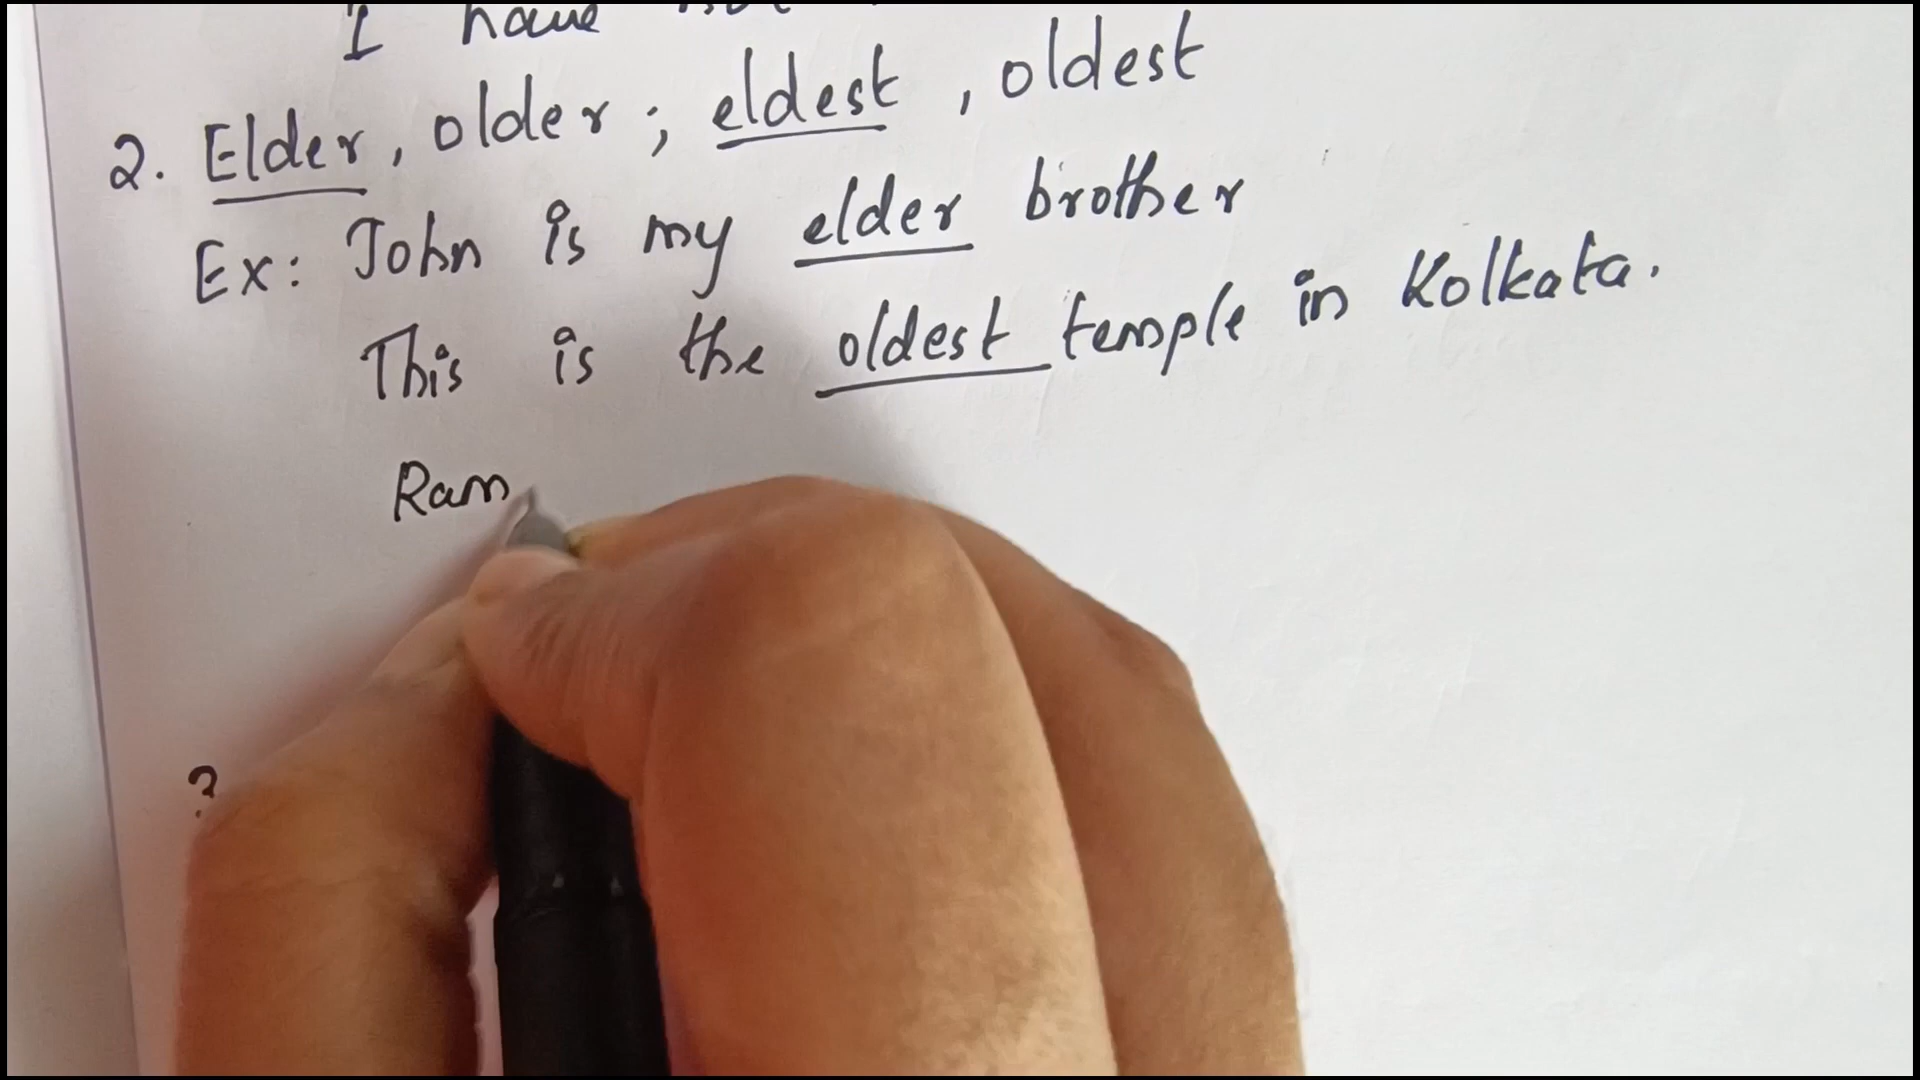 I have
2. Elder, older; eldest, oldest
Ex: John is my elder brother
This is the oldest temple in Kolkata.
Ram
?